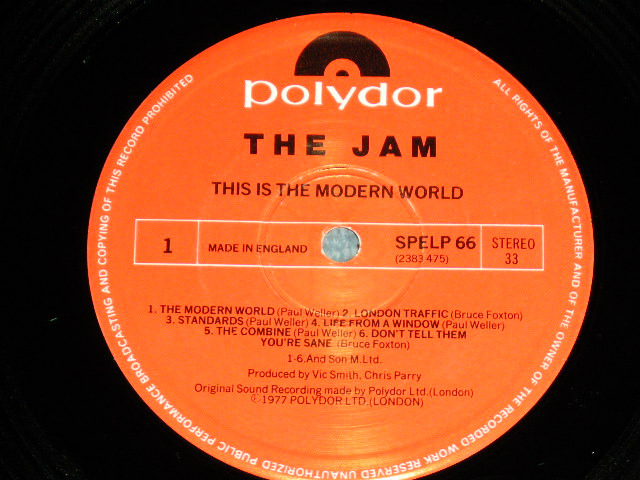 polydor
THE JAM
THIS IS THE MODERN WORLD
1
MADE IN ENGLAND
SPELP 66
(2383 475)
STEREO
33
1. THE MODERN WORLD (Paul Weller) 2. LONDON TRAFFIC (Bruce Foxton)
3. STANDARDS (Paul Weller) 4. LIFE FROM A WINDOW (Paul Weller)
5. THE COMBINE (Paul Weller) 6. DON'T TELL THEM
YOU'RE SANE (Bruce Foxton)
1-6. And Son M.Ltd.
Produced by Vic Smith, Chris Parry
Original Sound Recording made by Polydor Ltd.(London)
℗1977 POLYDOR LTD.(LONDON)
ALL RIGHTS OF THE MANUFACTURER AND OF THE OWNER OF THE RECORDED WORK RESERVED UNAUTHORIZED PUBLIC PERFORMANCE BROADCASTING AND COPYING OF THIS RECORD PROHIBITED